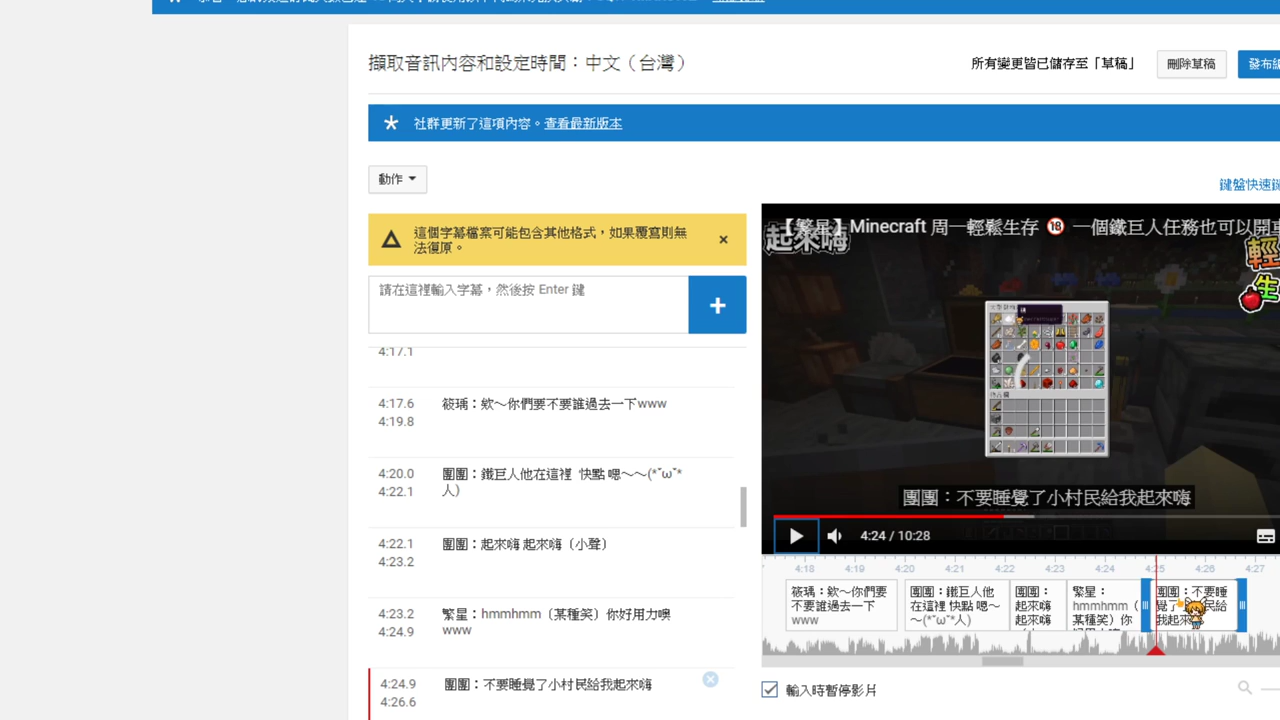 擷取音訊內容和設定時間：中文（台灣）
所有變更皆已儲存至「草稿」
刪除草稿
發布
社群更新了這項內容。查看最新版本
動作
鍵盤快速鍵
這個字幕檔案可能包含其他格式，如果覆寫則無
法復原。
請在這裡輸入字幕，然後按 Enter 鍵
4:17.1
4:17.6
筱瑀：欸～你們要不要誰過去一下www
4:19.8
4:20.0
團團：鐵巨人他在這裡 快點 嗯～～(*˘ω˘*
人)
4:22.1
4:22.1
團團：起來嗨 起來嗨（小聲）
4:23.2
4:23.2
繁星：hmmhmm（某種笑）你好用力噢
www
4:24.9
4:24.9
團團：不要睡覺了小村民給我起來嗨
4:26.6
【繁星】Minecraft 周一輕鬆生存 🔞 一個鐵巨人任務也可以開車
起來嗨
輕
生
團團：不要睡覺了小村民給我起來嗨
4:24 / 10:28
4:18 4:19 4:20 4:21 4:22 4:23 4:24 4:25 4:26 4:27
筱瑀：欸～你們要
不要誰過去一下
www
團團：鐵巨人他
在這裡 快點 嗯～
～(*˘ω˘*人)
團團：
起來嗨
起來嗨
繁星：
hmmhmm（
某種笑）你
團團：不要睡
覺了 民給
我起來
輸入時暫停影片